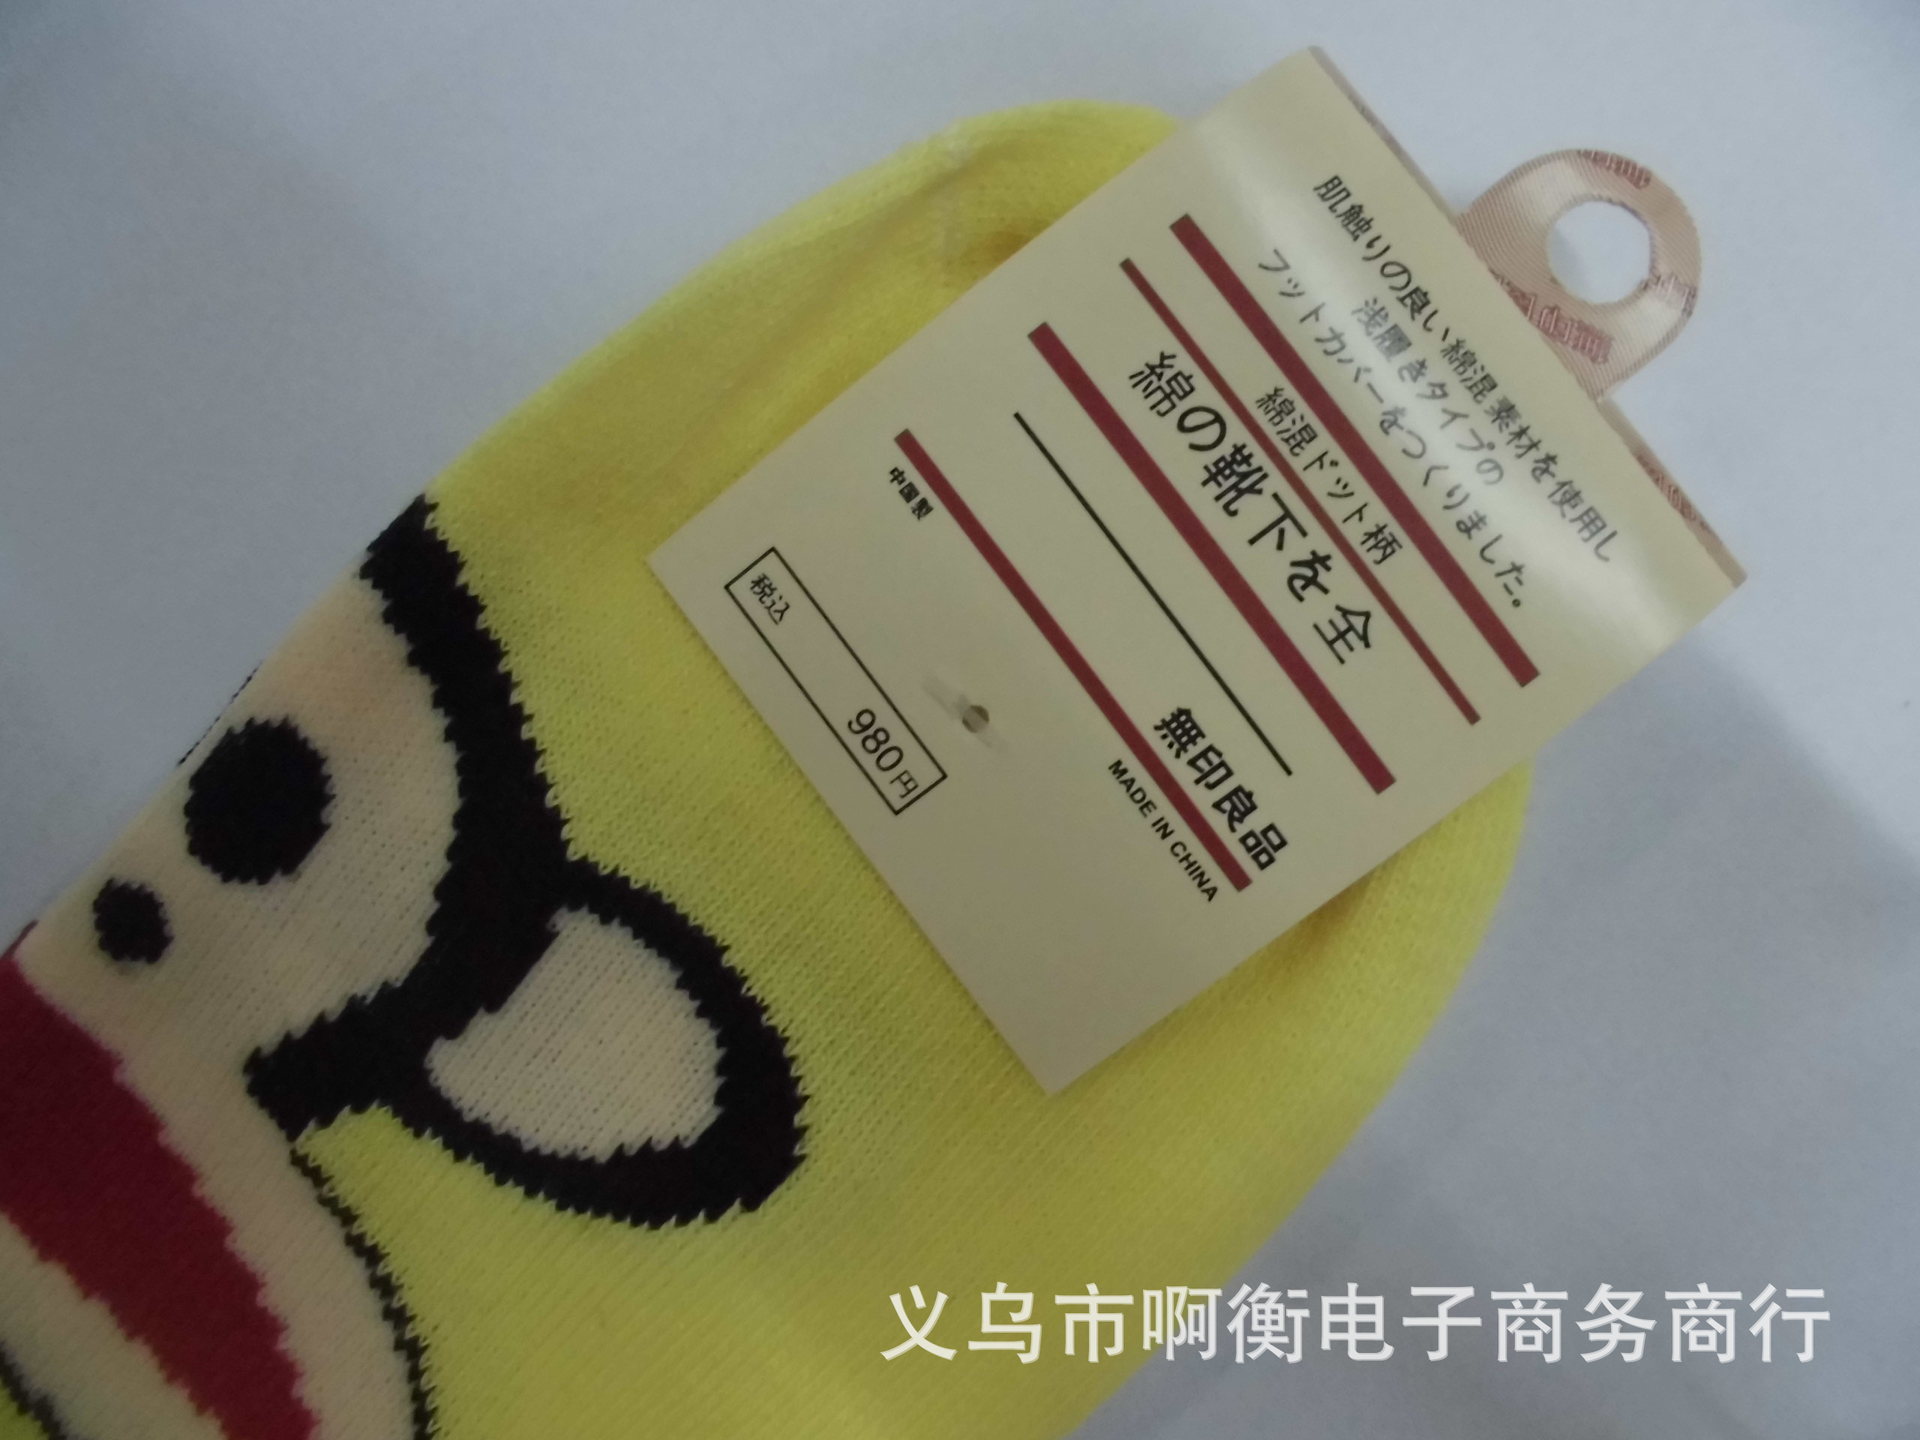 肌触りの良い綿混素材を使用し
浅履きタイプの
フットカバーをつくりました。
綿混ドット柄
綿の靴下を全
無印良品
中国製
MADE IN CHINA
税込 980円
义乌市啊衡电子商务商行